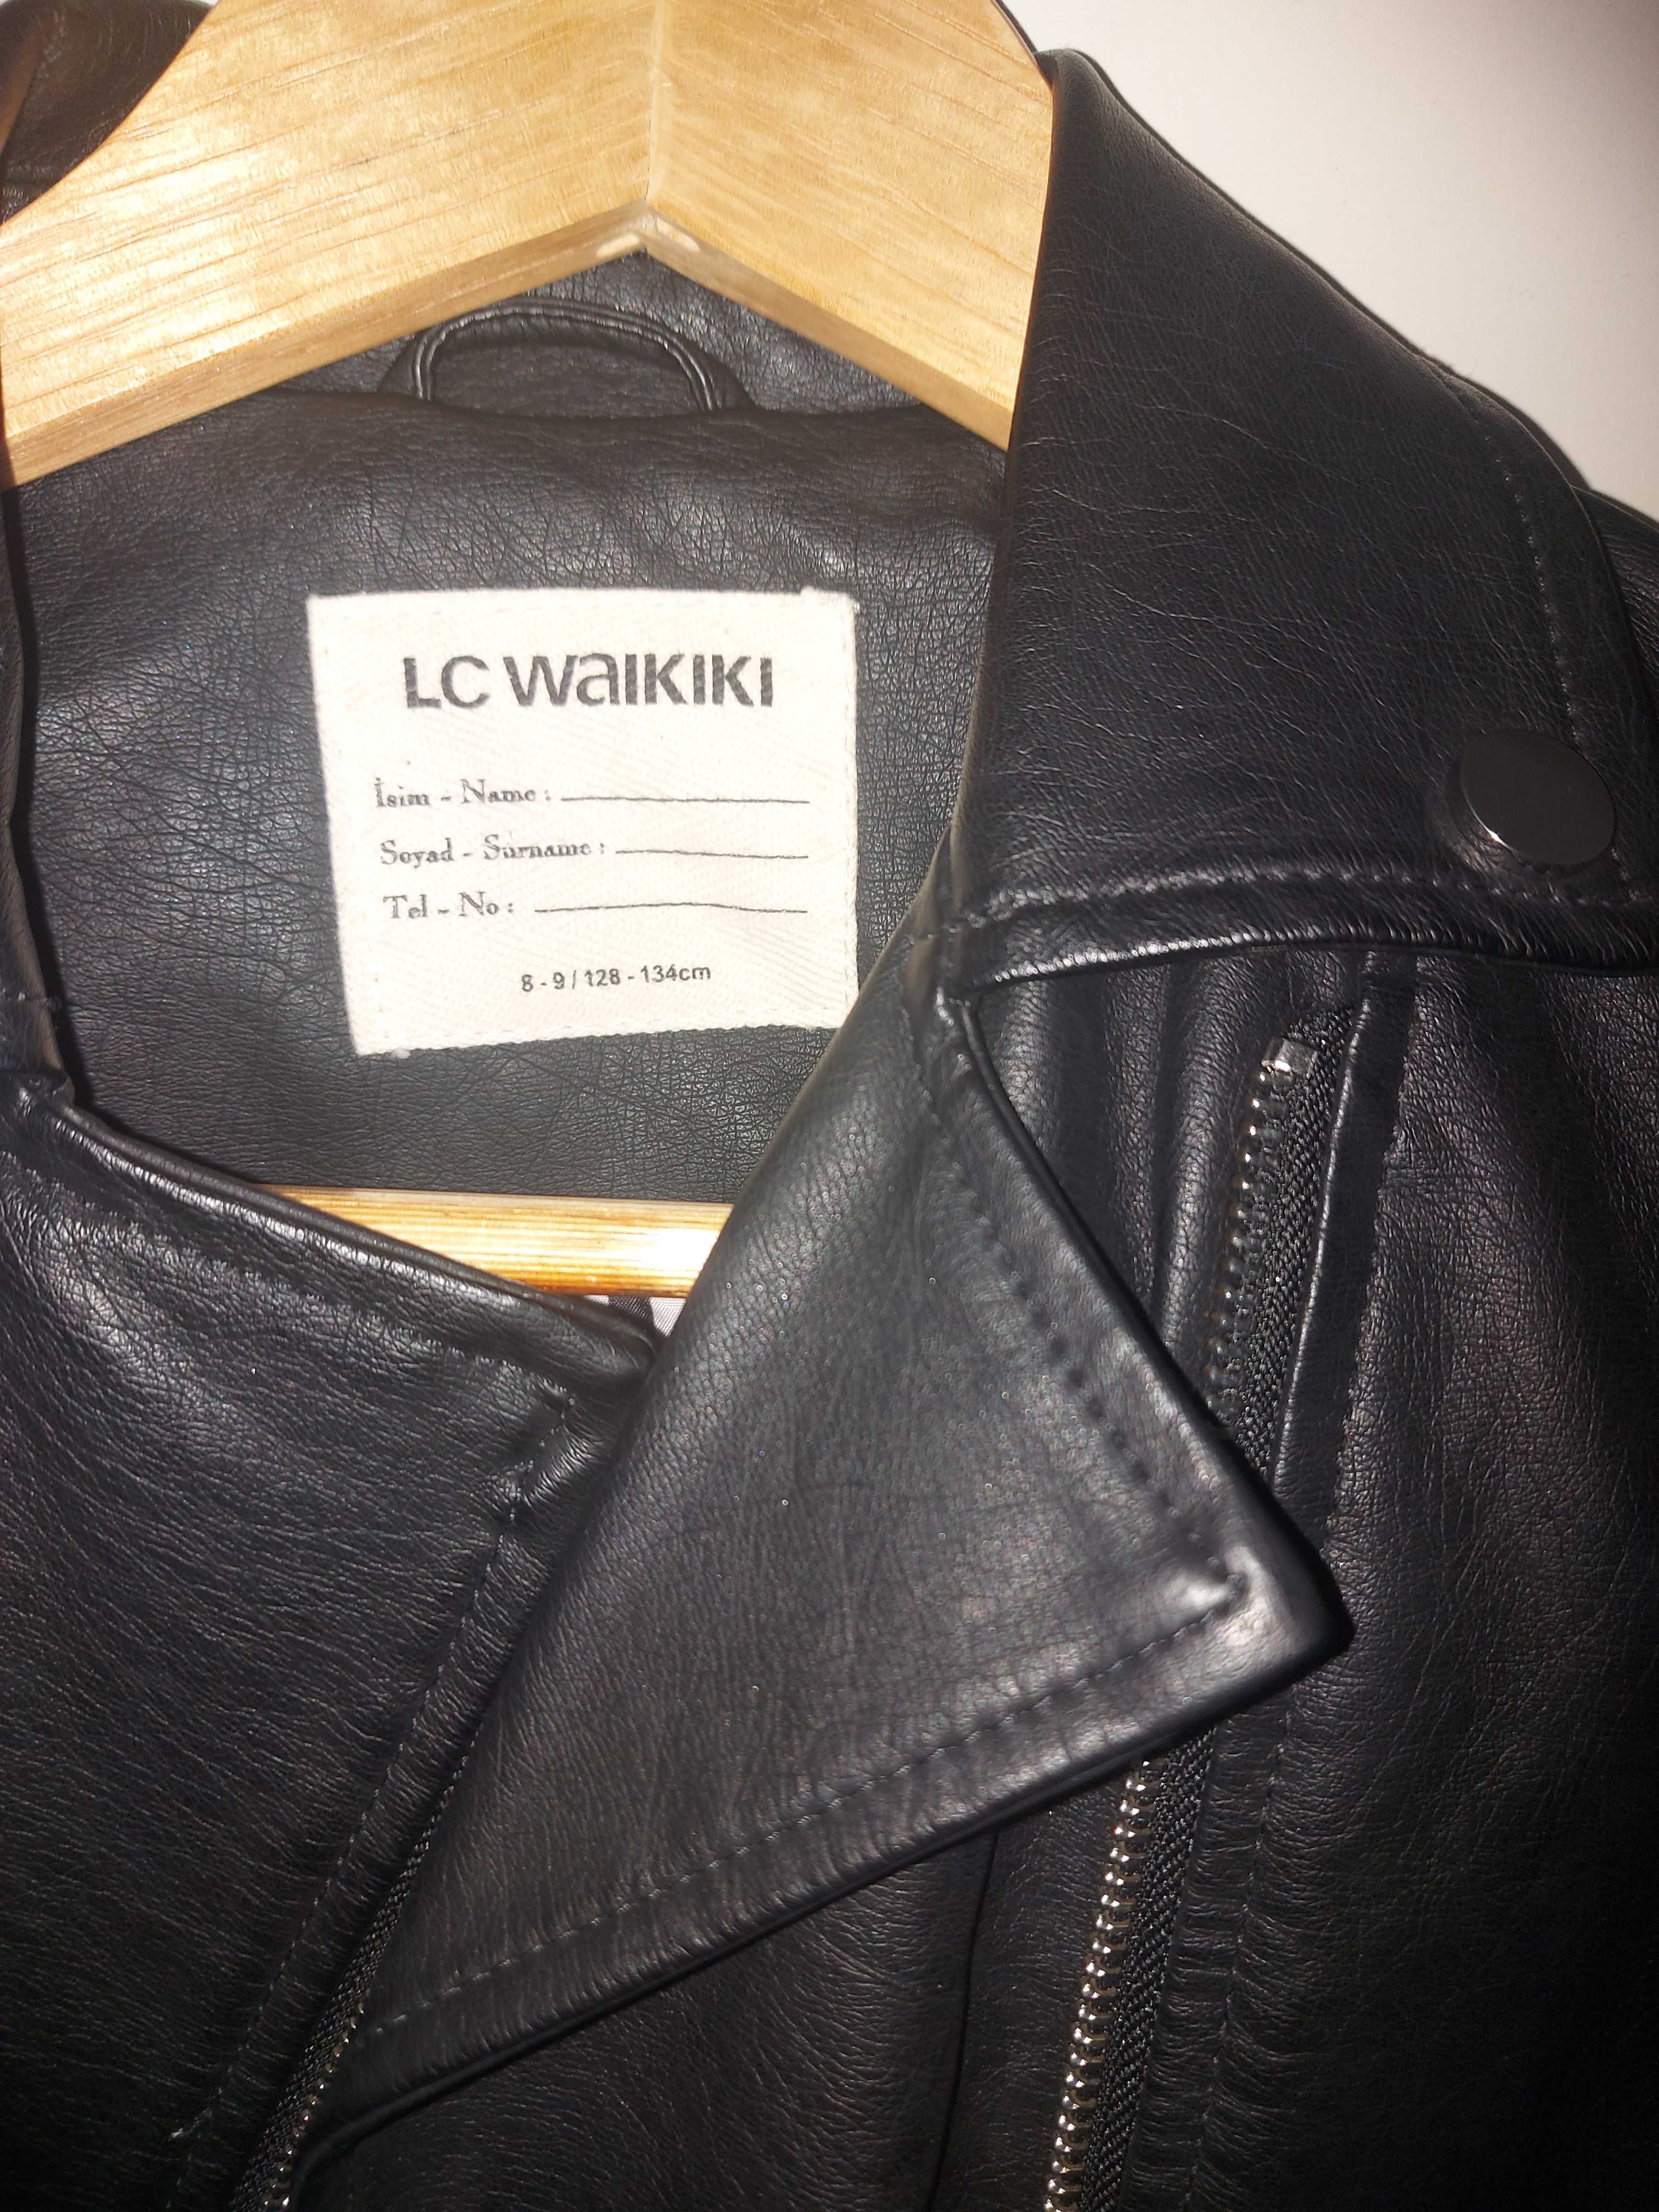 LC WAIKIKI
İsim - Name :
Soyad - Surname :
Tel - No :
8 - 9 / 128 - 134cm